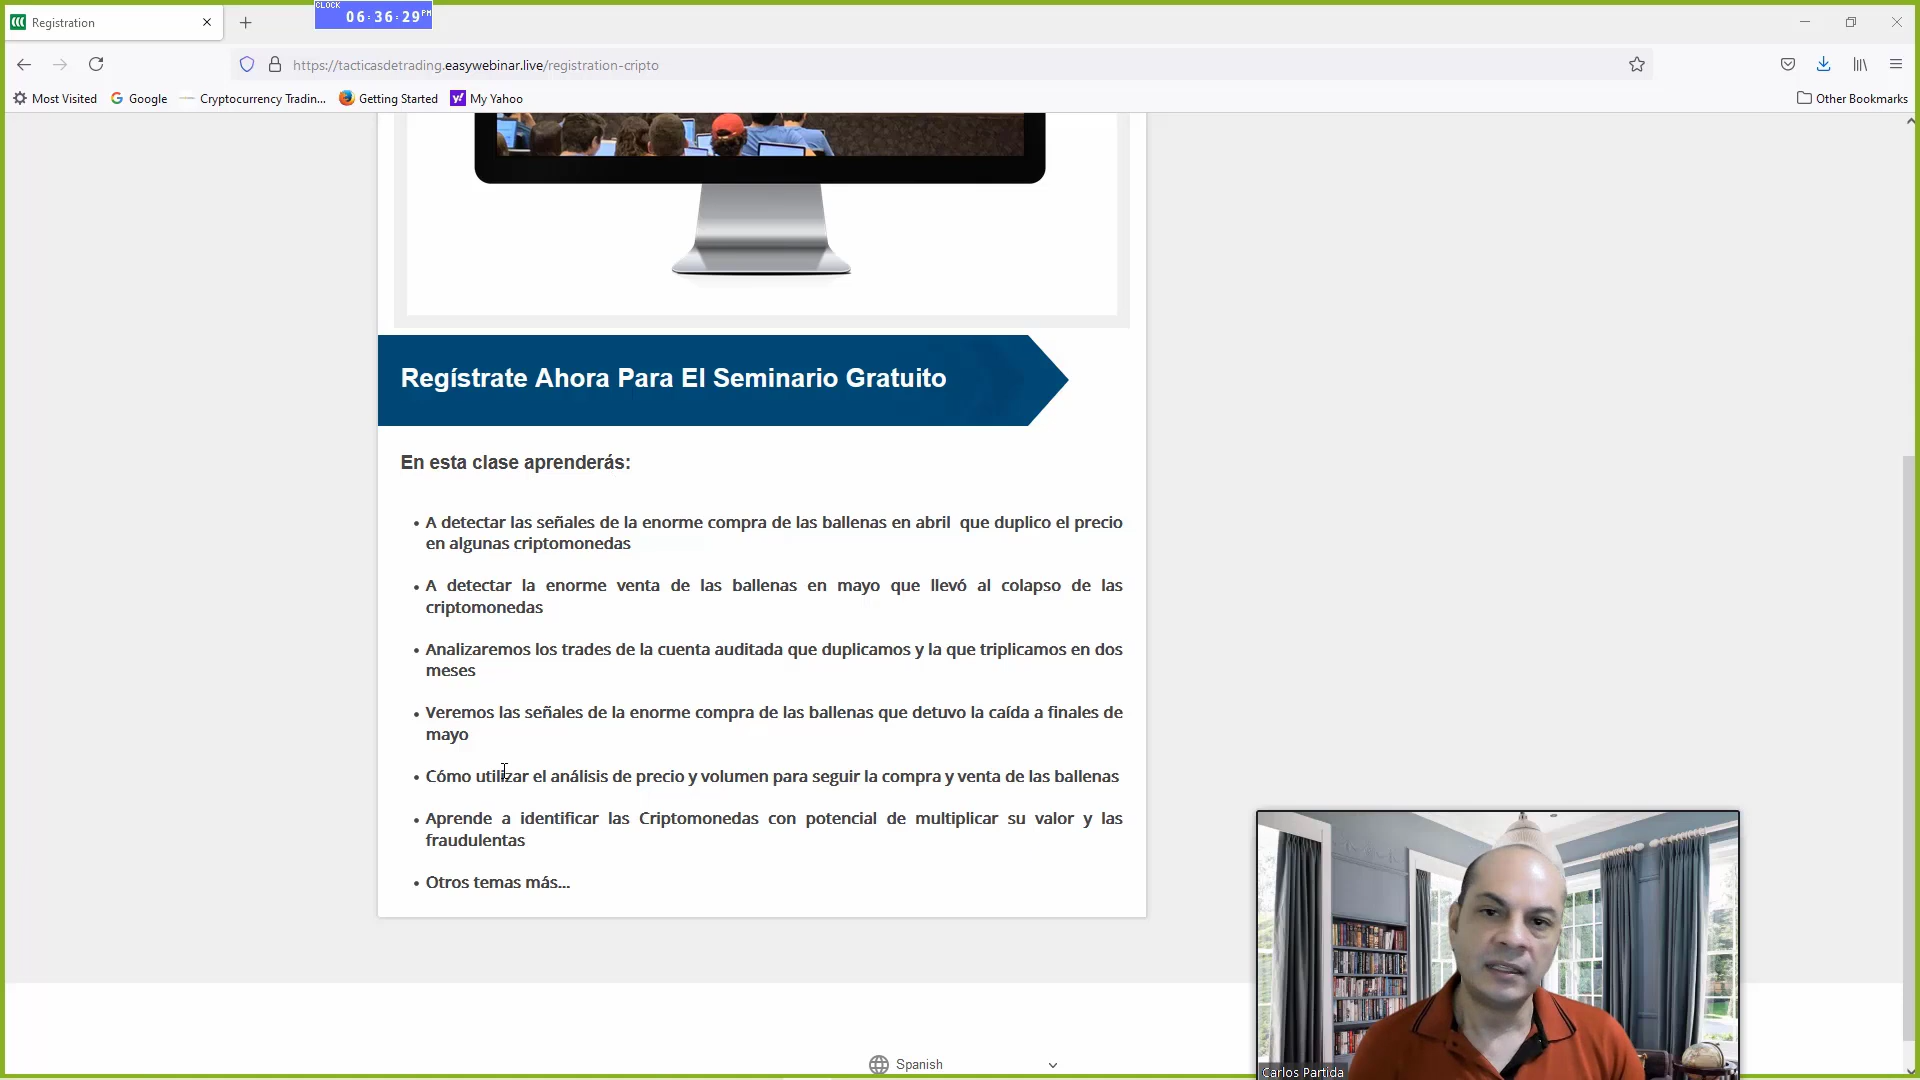 Registration
CLOCK
06:36:29PM
https://tacticasdetrading.easywebinar.live/registration-cripto
Most Visited
Google
Cryptocurrency Tradin...
Getting Started
My Yahoo
Other Bookmarks
Regístrate Ahora Para El Seminario Gratuito
En esta clase aprenderás:
• A detectar las señales de la enorme compra de las ballenas en abril que duplico el precio
en algunas criptomonedas
• A detectar la enorme venta de las ballenas en mayo que llevó al colapso de las
criptomonedas
• Analizaremos los trades de la cuenta auditada que duplicamos y la que triplicamos en dos
meses
• Veremos las señales de la enorme compra de las ballenas que detuvo la caída a finales de
mayo
• Cómo utilizar el análisis de precio y volumen para seguir la compra y venta de las ballenas
• Aprende a identificar las Criptomonedas con potencial de multiplicar su valor y las
fraudulentas
• Otros temas más...
Spanish
Carlos Partida